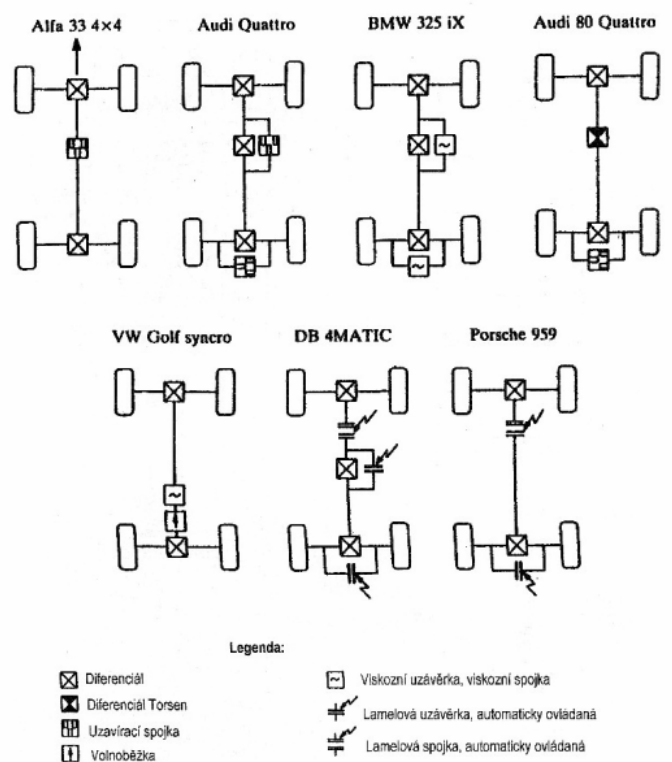 Alfa 33 4×4 Audi Quattro BMW 325 iX Audi 80 Quattro
VW Golf syncro DB 4MATIC Porsche 959
Legenda:
Diferenciál
Diferenciál Torsen
Uzavírací spojka
Volnoběžka
Viskozní uzávěrka, viskozní spojka
Lamelová uzávěrka, automaticky ovládaná
Lamelová spojka, automaticky ovládaná